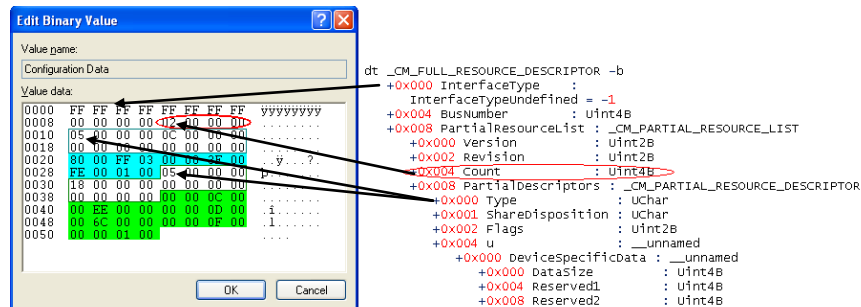 Edit Binary Value
Value name:
Configuration Data
Value data:
0000 FF FF FF FF FF FF FF FF ÿÿÿÿÿÿÿÿ
0008 00 00 00 00 02 00 00 00 ........
0010 05 00 00 00 0C 00 00 00 ........
0018 00 00 00 00 00 00 00 00 ........
0020 80 00 FF 03 00 00 3F 00 ..ÿ...?
0028 FE 00 01 00 05 00 00 00 þ.......
0030 18 00 00 00 00 00 00 00 ........
0038 00 00 00 00 00 00 0C 00 ........
0040 00 EE 00 00 00 00 0D 00 .î......
0048 00 6C 00 00 00 00 0F 00 .l......
0050 00 00 01 00 ....
OK Cancel
dt _CM_FULL_RESOURCE_DESCRIPTOR -b
+0x000 InterfaceType :
InterfaceTypeUndefined = -1
+0x004 BusNumber : Uint4B
+0x008 PartialResourceList : _CM_PARTIAL_RESOURCE_LIST
+0x000 Version : Uint2B
+0x002 Revision : Uint2B
+0x004 Count : Uint4B
+0x008 PartialDescriptors : _CM_PARTIAL_RESOURCE_DESCRIPTOR
+0x000 Type : UChar
+0x001 ShareDisposition : UChar
+0x002 Flags : Uint2B
+0x004 u : __unnamed
+0x000 DeviceSpecificData : __unnamed
+0x000 DataSize : Uint4B
+0x004 Reserved1 : Uint4B
+0x008 Reserved2 : Uint4B